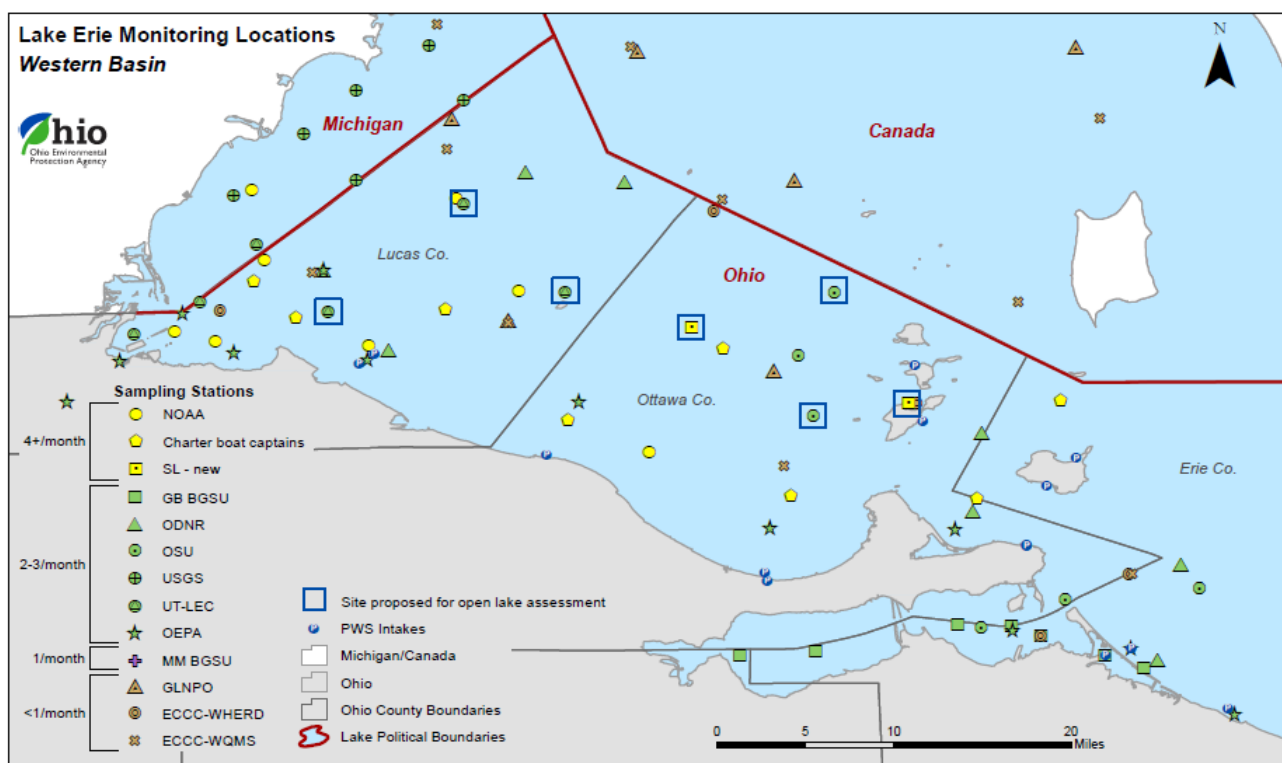 Lake Erie Monitoring Locations
Western Basin
N
Ohio
Ohio Environmental
Protection Agency
Michigan
Canada
Lucas Co.
Ohio
Ottawa Co.
Erie Co.
Sampling Stations
4+/month
NOAA
Charter boat captains
SL - new
2-3/month
GB BGSU
ODNR
OSU
USGS
UT-LEC
OEPA
1/month
MM BGSU
<1/month
GLNPO
ECCC-WHERD
ECCC-WQMS
Site proposed for open lake assessment
P PWS Intakes
Michigan/Canada
Ohio
Ohio County Boundaries
Lake Political Boundaries
0 5 10 20
Miles